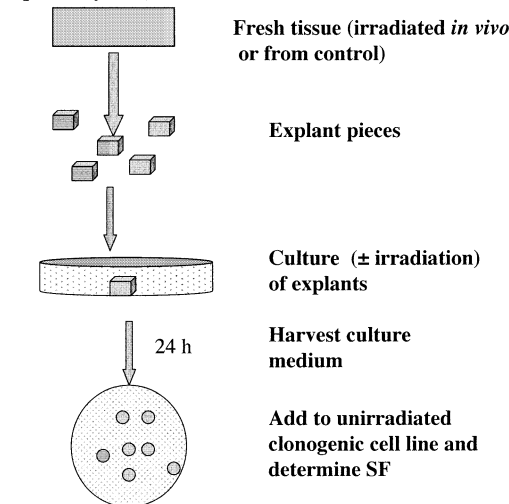 Fresh tissue (irradiated in vivo
or from control)
Explant pieces
Culture (± irradiation)
of explants
24 h
Harvest culture
medium
Add to unirradiated
clonogenic cell line and
determine SF